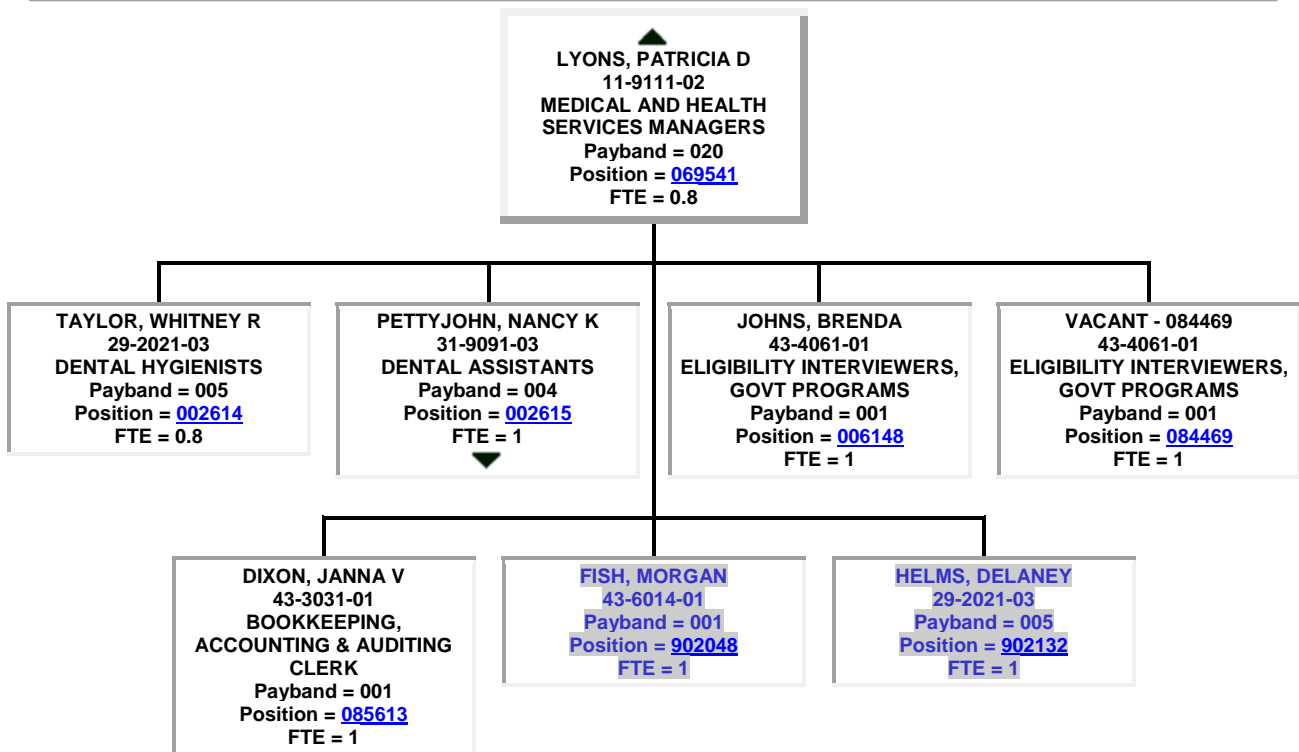 LYONS, PATRICIA D
11-9111-02
MEDICAL AND HEALTH
SERVICES MANAGERS
Payband = 020
Position = 069541
FTE = 0.8
TAYLOR, WHITNEY R
29-2021-03
DENTAL HYGIENISTS
Payband = 005
Position = 002614
FTE = 0.8
PETTYJOHN, NANCY K
31-9091-03
DENTAL ASSISTANTS
Payband = 004
Position = 002615
FTE = 1
JOHNS, BRENDA
43-4061-01
ELIGIBILITY INTERVIEWERS,
GOVT PROGRAMS
Payband = 001
Position = 006148
FTE = 1
VACANT - 084469
43-4061-01
ELIGIBILITY INTERVIEWERS,
GOVT PROGRAMS
Payband = 001
Position = 084469
FTE = 1
DIXON, JANNA V
43-3031-01
BOOKKEEPING,
ACCOUNTING & AUDITING
CLERK
Payband = 001
Position = 085613
FTE = 1
FISH, MORGAN
43-6014-01
Payband = 001
Position = 902048
FTE = 1
HELMS, DELANEY
29-2021-03
Payband = 005
Position = 902132
FTE = 1